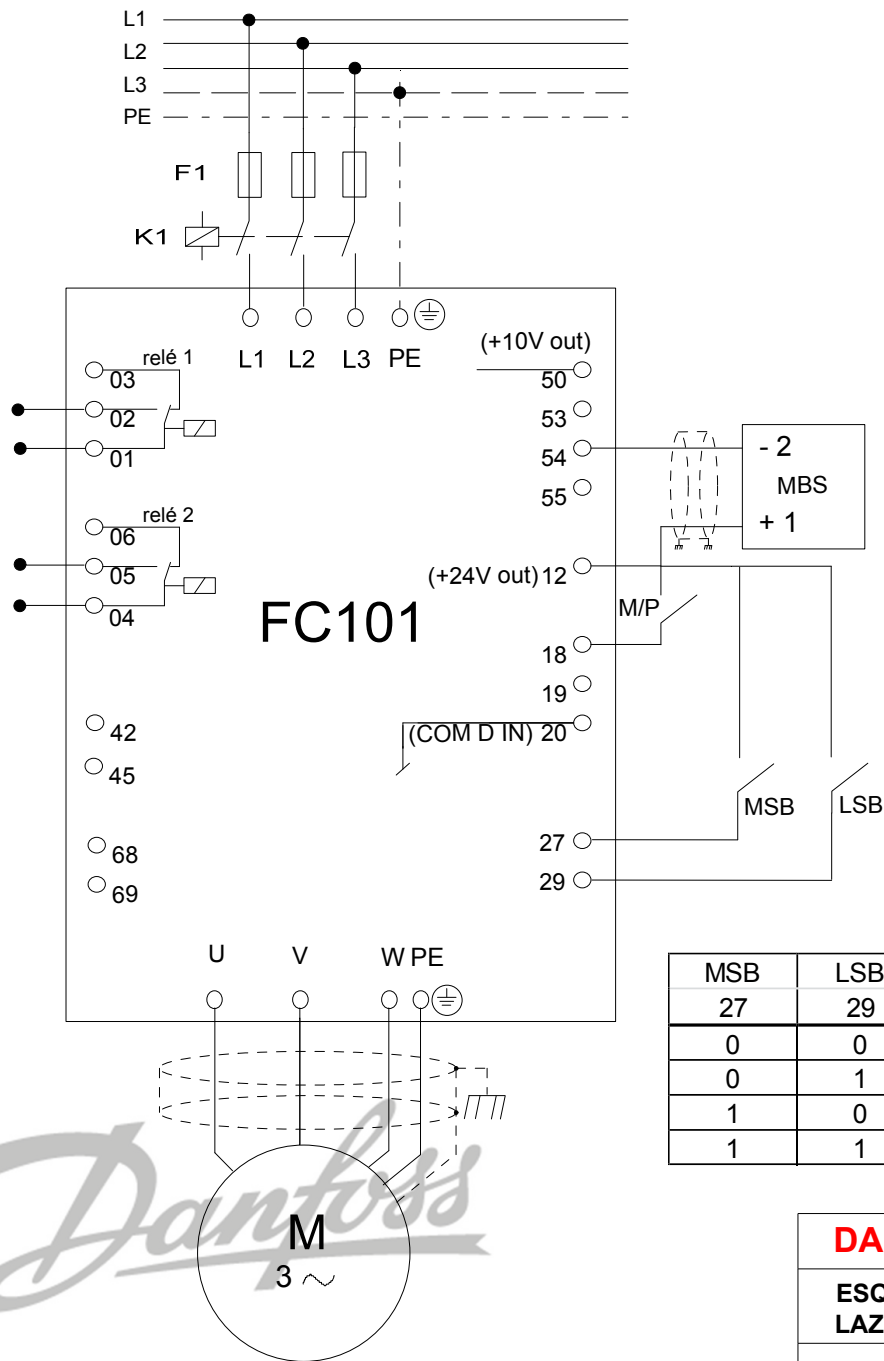 L1
L2
L3
PE
F1
K1
L1 L2 L3 PE
(+10V out)
50
53
54
55
- 2
MBS
+ 1
03 relé 1
02
01
06 relé 2
05
04
(+24V out) 12
M/P
FC101
18
19
(COM D IN) 20
42
45
MSB
LSB
27
29
68
69
U V W PE
MSB LSB
27 29
0 0
0 1
1 0
1 1
Danfoss
M
3 ~
DA
ESQ
LAZ